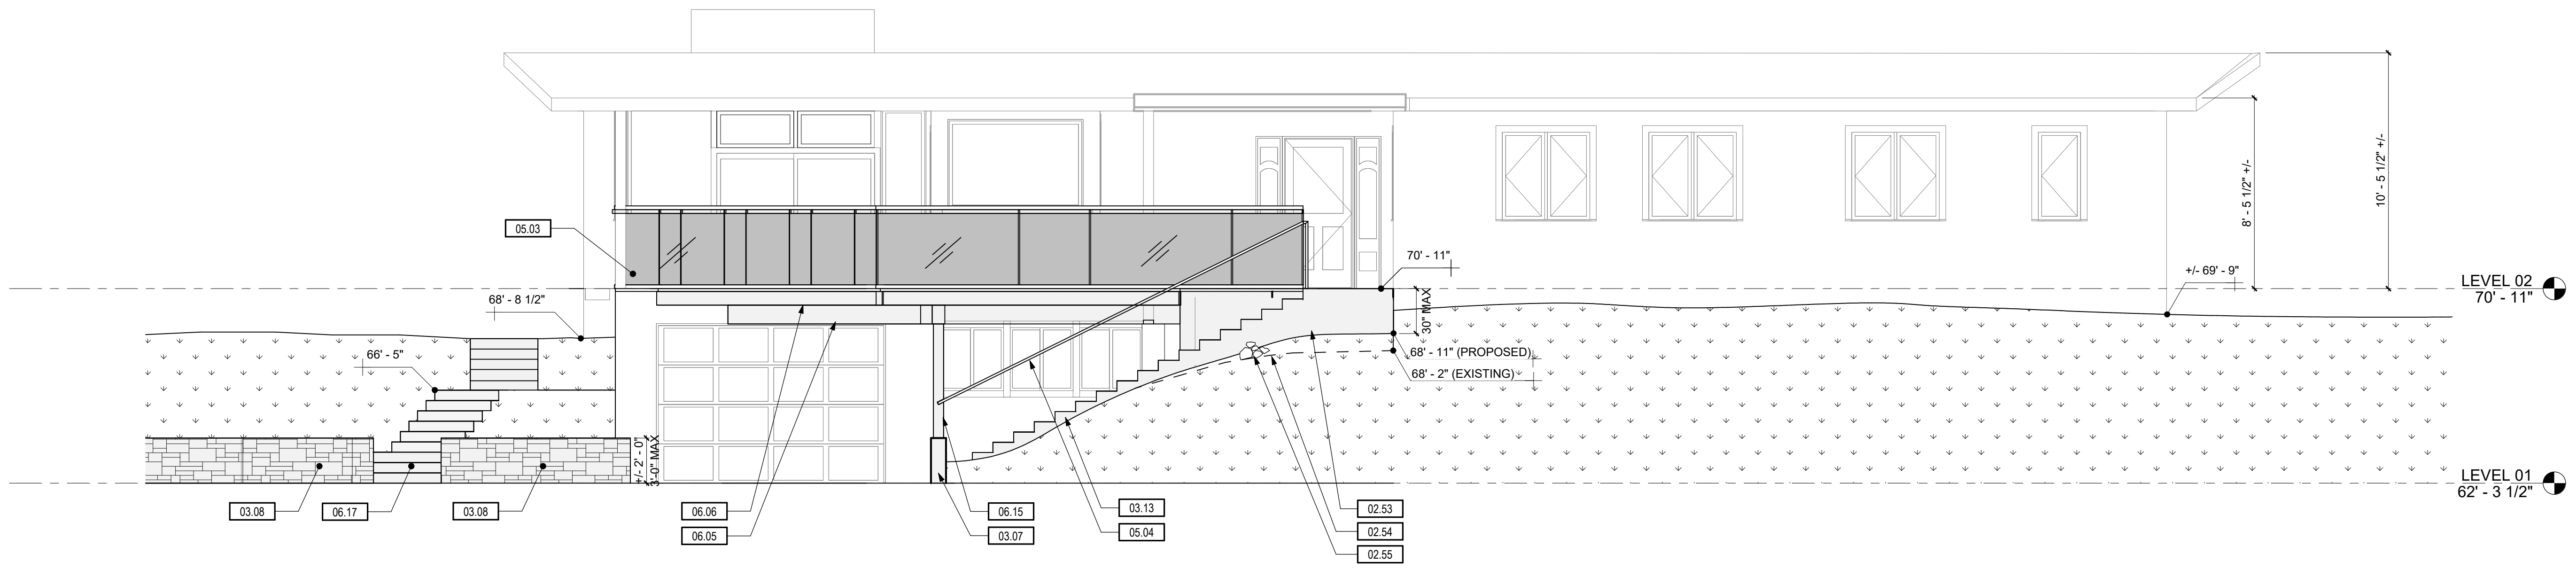 10' - 5 1/2" +/-
8' - 5 1/2" +/-
05.03
70' - 11"
+/- 69' - 9"
LEVEL 02
70' - 11"
68' - 8 1/2"
30" MAX
66' - 5"
68' - 11" (PROPOSED)
68' - 2" (EXISTING)
+/- 2' - 0"
3'-0" MAX
LEVEL 01
62' - 3 1/2"
03.08
06.17
03.08
06.06
06.15
03.13
02.53
06.05
03.07
05.04
02.54
02.55